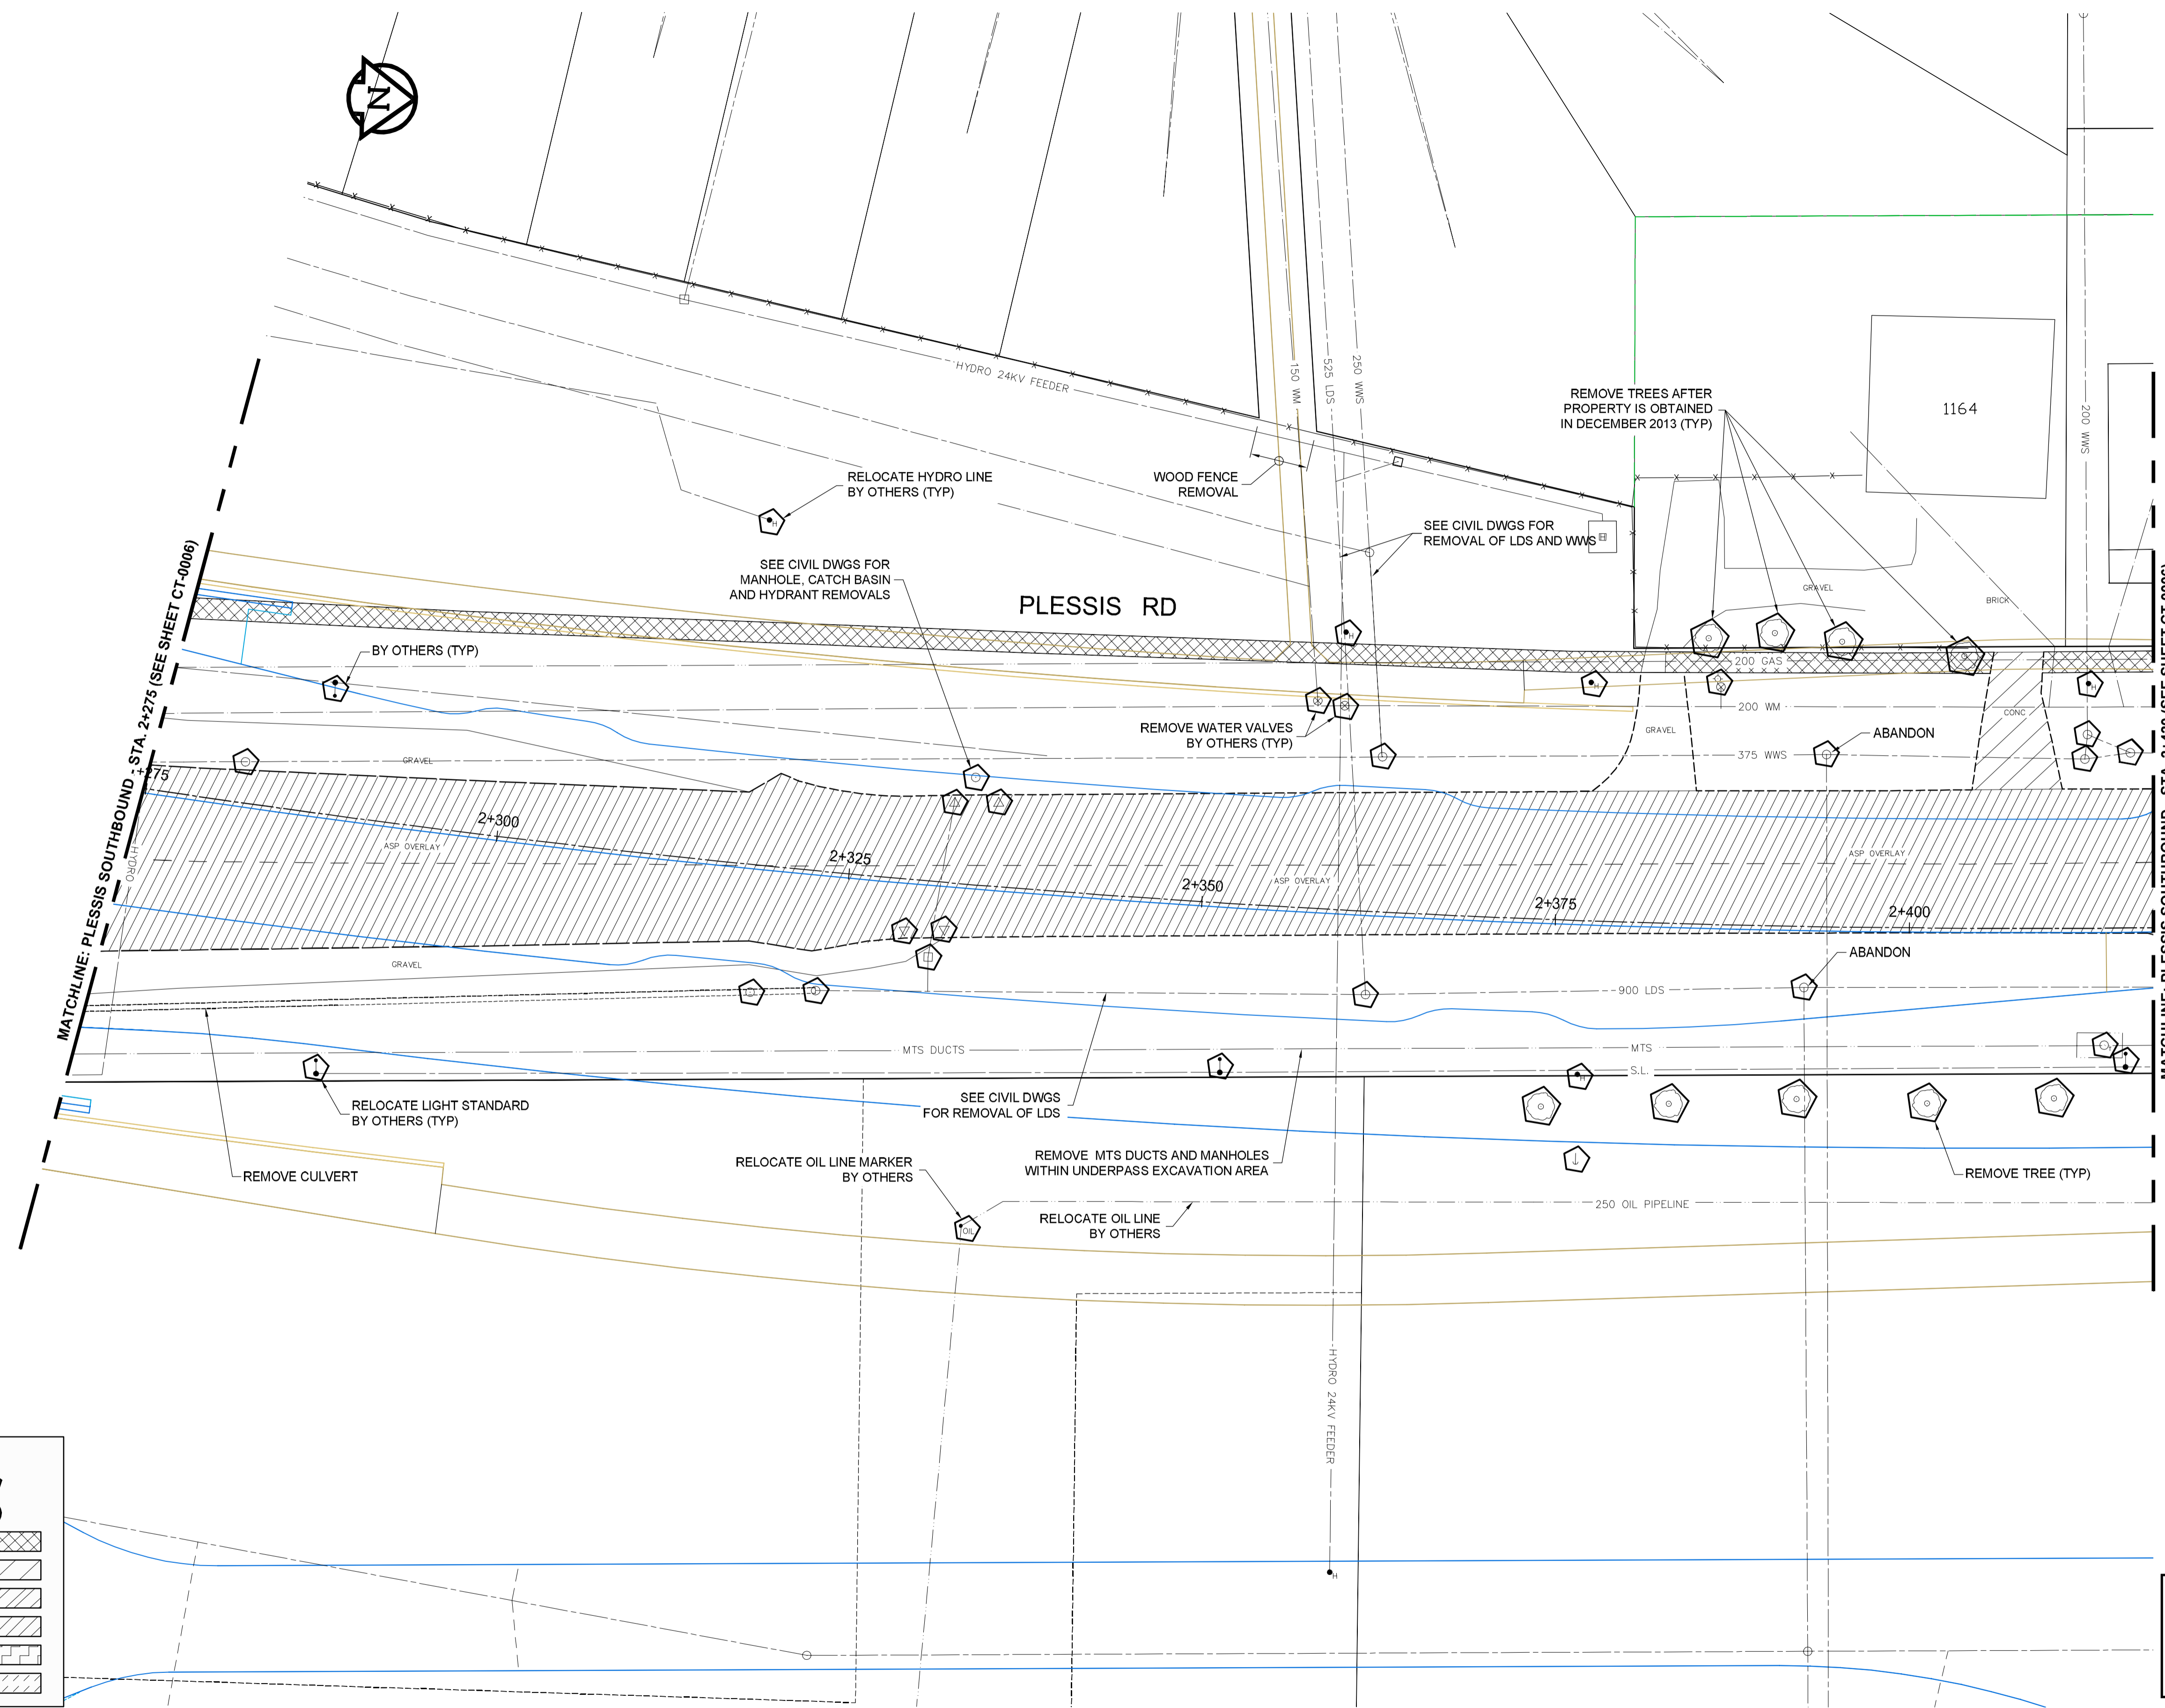 N
HYDRO 24KV FEEDER
150 WM
525 LDS
250 WWS
REMOVE TREES AFTER
PROPERTY IS OBTAINED
IN DECEMBER 2013 (TYP)
1164
200 WWS
RELOCATE HYDRO LINE
BY OTHERS (TYP)
H
WOOD FENCE
REMOVAL
SEE CIVIL DWGS FOR
REMOVAL OF LDS AND WWS
H
SEE CIVIL DWGS FOR
MANHOLE, CATCH BASIN
AND HYDRANT REMOVALS
PLESSIS RD
GRAVEL
BRICK
MATCHLINE: PLESSIS SOUTHBOUND - STA. 2+275 (SEE SHEET CT-0006)
BY OTHERS (TYP)
H
200 GAS
H
H
REMOVE WATER VALVES
BY OTHERS (TYP)
200 WM
CONC
GRAVEL
ABANDON
GRAVEL
375 WWS
+275
2+300
ASP OVERLAY
2+325
ASP OVERLAY
2+350
2+375
ASP OVERLAY
2+400
HYDRO
GRAVEL
ABANDON
900 LDS
MTS DUCTS
MTS
S.L.
H
RELOCATE LIGHT STANDARD
BY OTHERS (TYP)
SEE CIVIL DWGS
FOR REMOVAL OF LDS
REMOVE CULVERT
RELOCATE OIL LINE MARKER
BY OTHERS
REMOVE MTS DUCTS AND MANHOLES
WITHIN UNDERPASS EXCAVATION AREA
REMOVE TREE (TYP)
OIL
RELOCATE OIL LINE
BY OTHERS
250 OIL PIPELINE
HYDRO 24KV FEEDER
H